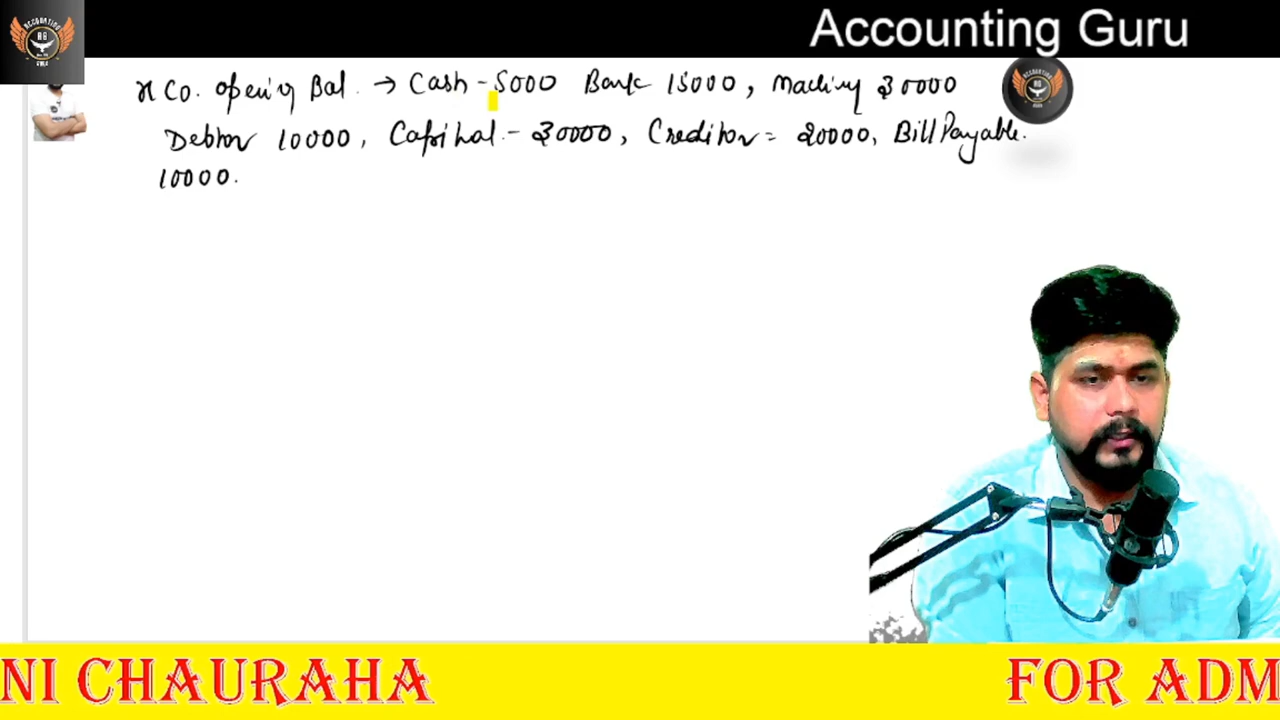 Accounting Guru
x Co. opening Bal. → Cash - 5000 Bank 15000, Machinery 30000
Debtor 10000, Capital - 30000, Creditor = 20000, Bill Payable.
10000.
NI CHAURAHA FOR ADM